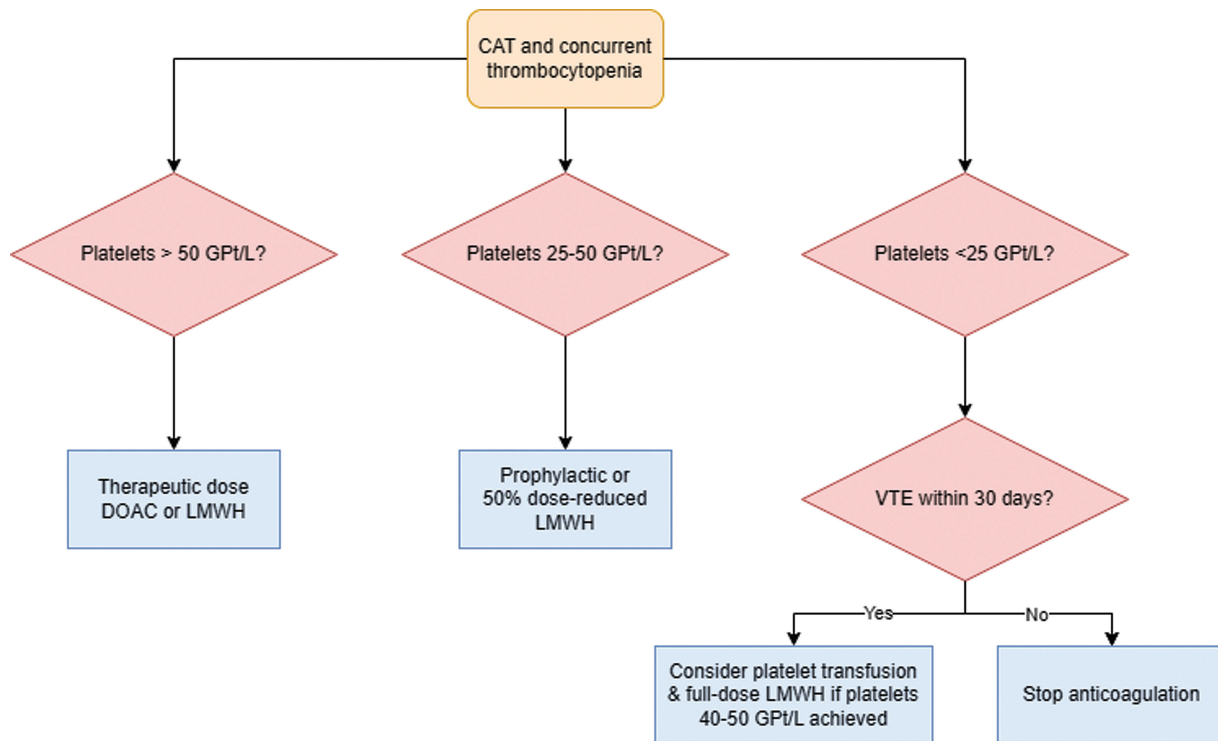 CAT and concurrent
thrombocytopenia
Platelets > 50 GPt/L?
Platelets 25-50 GPt/L?
Platelets <25 GPt/L?
Therapeutic dose
DOAC or LMWH
Prophylactic or
50% dose-reduced
LMWH
VTE within 30 days?
Yes
No
Consider platelet transfusion
& full-dose LMWH if platelets
40-50 GPt/L achieved
Stop anticoagulation